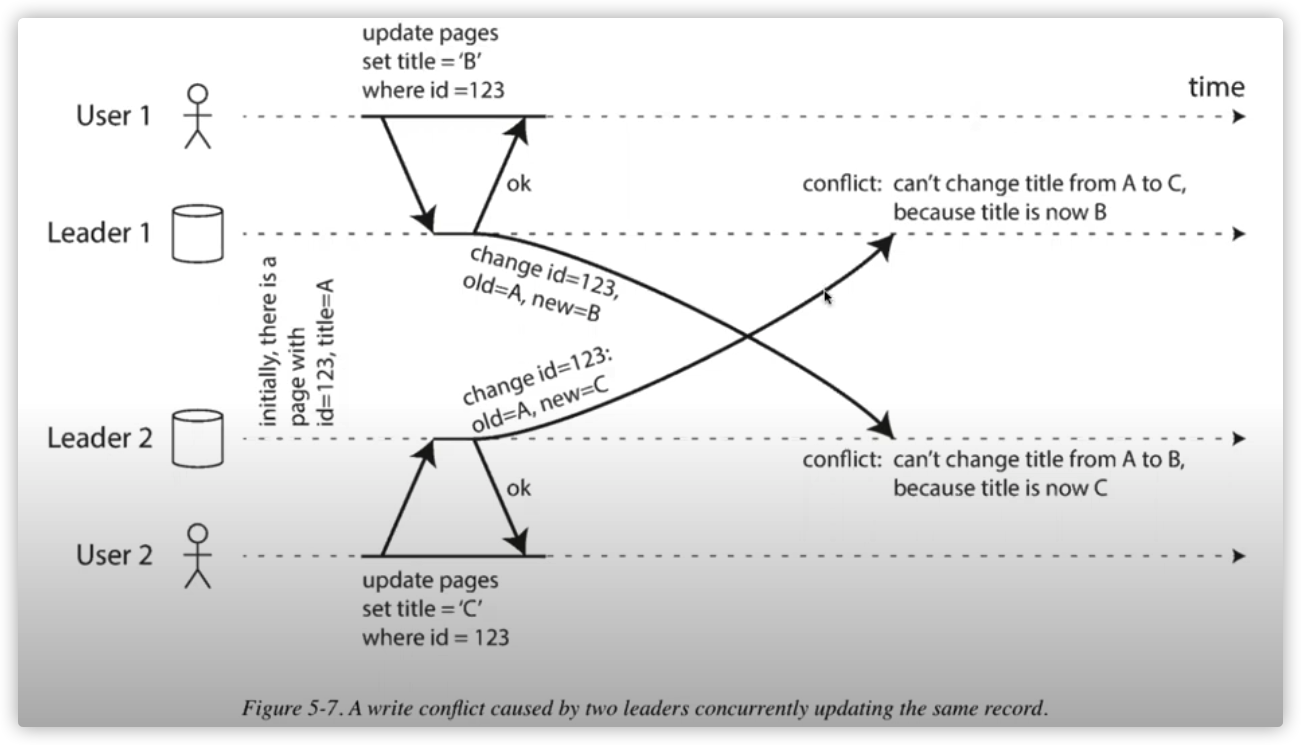 update pages
set title = ‘B’
where id =123
time
User 1
ok
conflict: can’t change title from A to C,
because title is now B
Leader 1
change id=123,
old=A, new=B
initially, there is a
page with
id=123, title=A
change id=123:
old=A, new=C
Leader 2
conflict: can’t change title from A to B,
because title is now C
ok
User 2
update pages
set title = ‘C’
where id = 123
Figure 5-7. A write conflict caused by two leaders concurrently updating the same record.